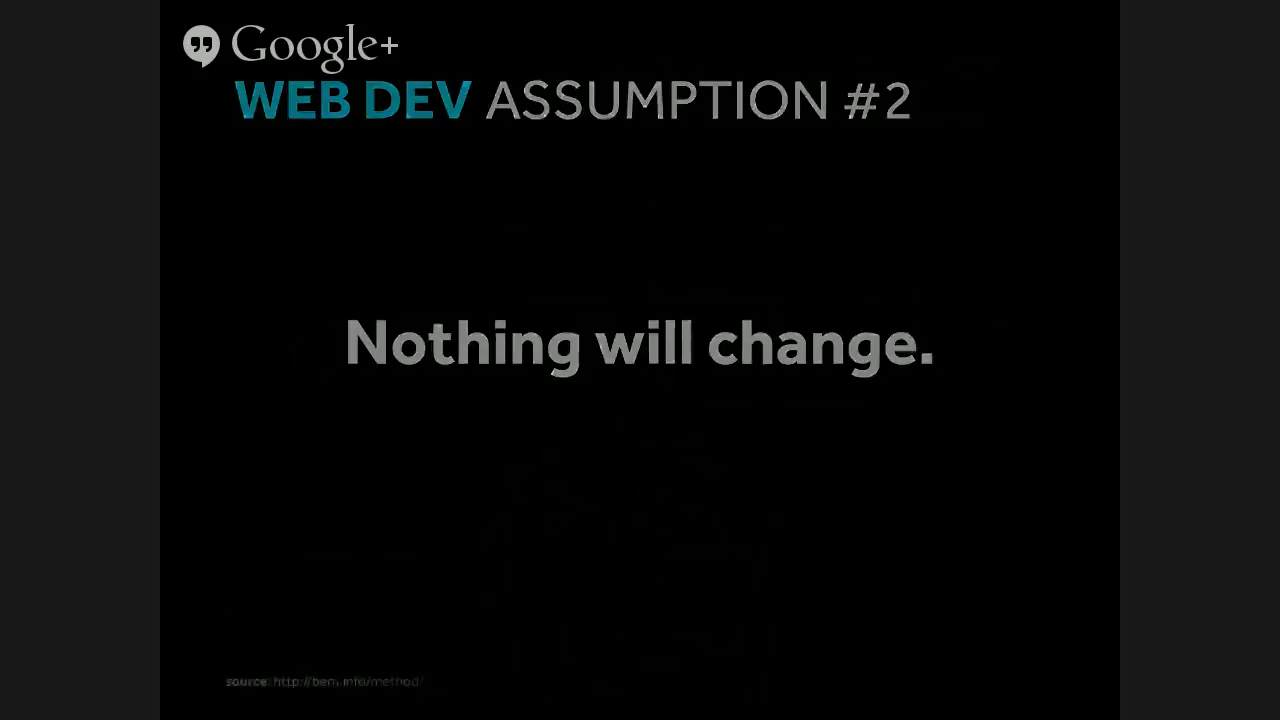 Google+
WEB DEV ASSUMPTION #2
Nothing will change.
source: http://bem.info/method/